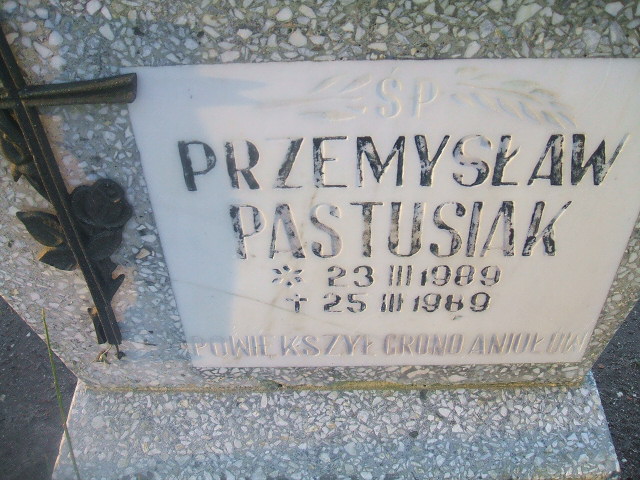 ŚP
PRZEMYSŁAW
PASTUSIAK
* 23 III 1989
† 25 III 1989
POWIĘKSZYŁ GRONO ANIOŁÓW